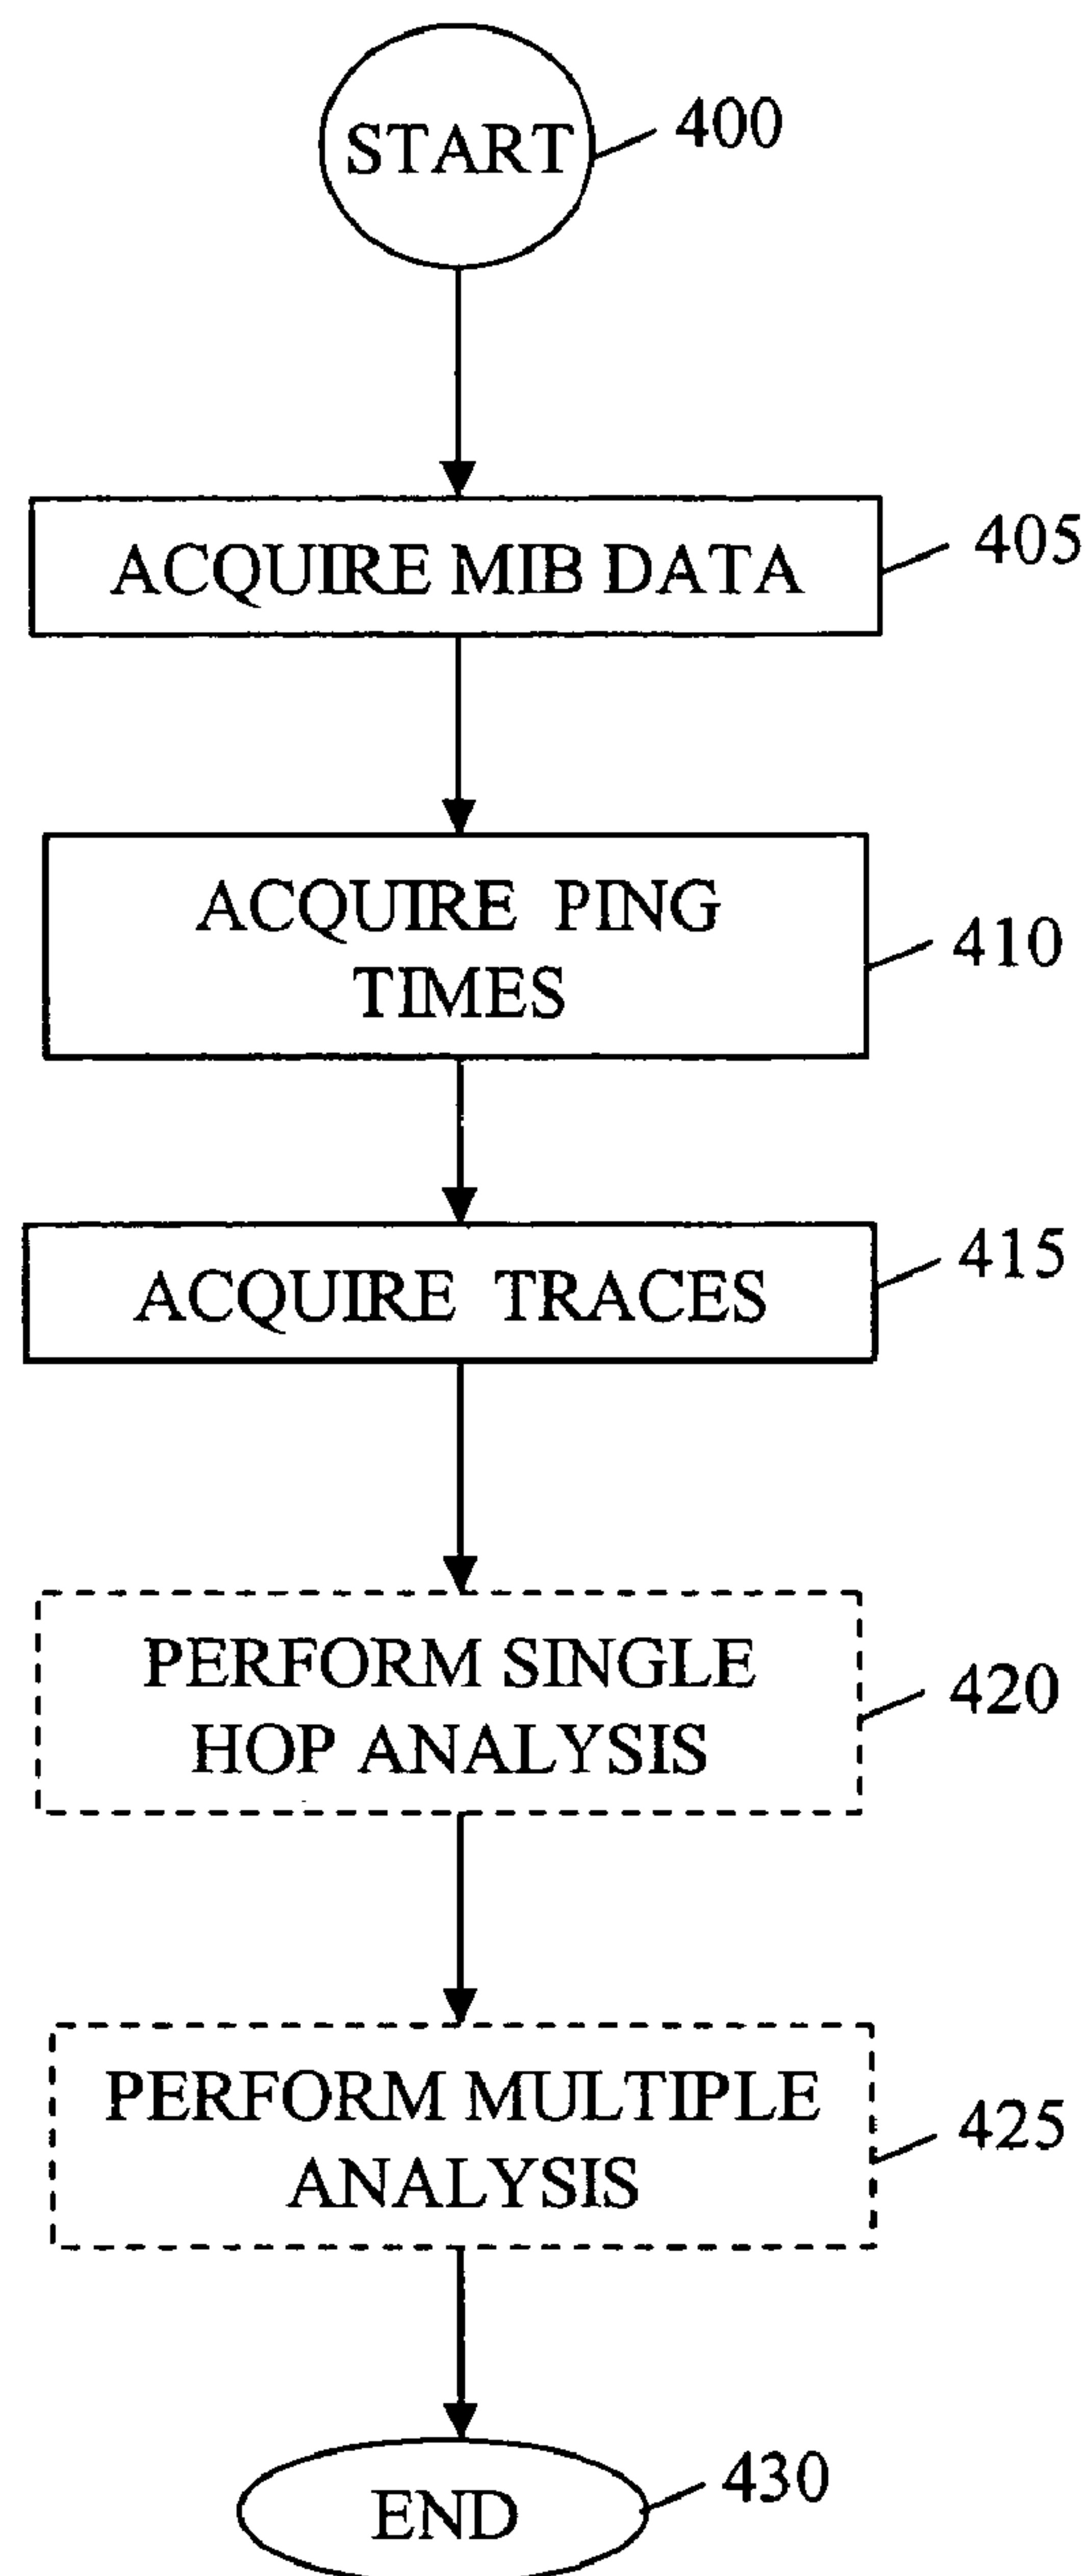 START
400
ACQUIRE MIB DATA
405
ACQUIRE PING
TIMES
410
ACQUIRE TRACES
415
PERFORM SINGLE
HOP ANALYSIS
420
PERFORM MULTIPLE
ANALYSIS
425
END
430